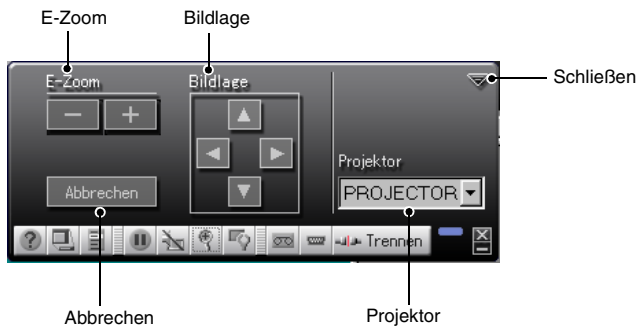 E-Zoom
Bildlage
Schließen
E-Zoom
Bildlage
Projektor
PROJECTOR
Abbrechen
? Trennen
Abbrechen
Projektor